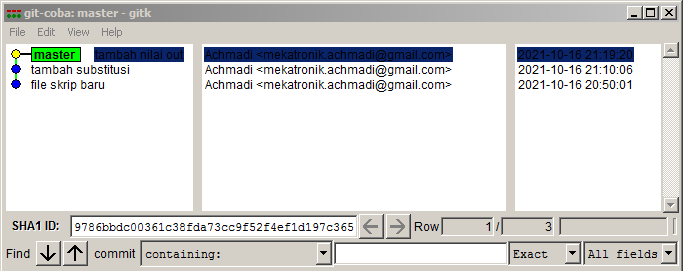 git-coba: master - gitk
File Edit View Help
master tambah nilai out Achmadi <mekatronik.achmadi@gmail.com> 2021-10-16 21:19:20
tambah substitusi Achmadi <mekatronik.achmadi@gmail.com> 2021-10-16 21:10:06
file skrip baru Achmadi <mekatronik.achmadi@gmail.com> 2021-10-16 20:50:01
SHA1 ID: 9786bbdc00361c38fda73cc9f52f4ef1d197c365 Row 1 / 3
Find commit containing: Exact All fields